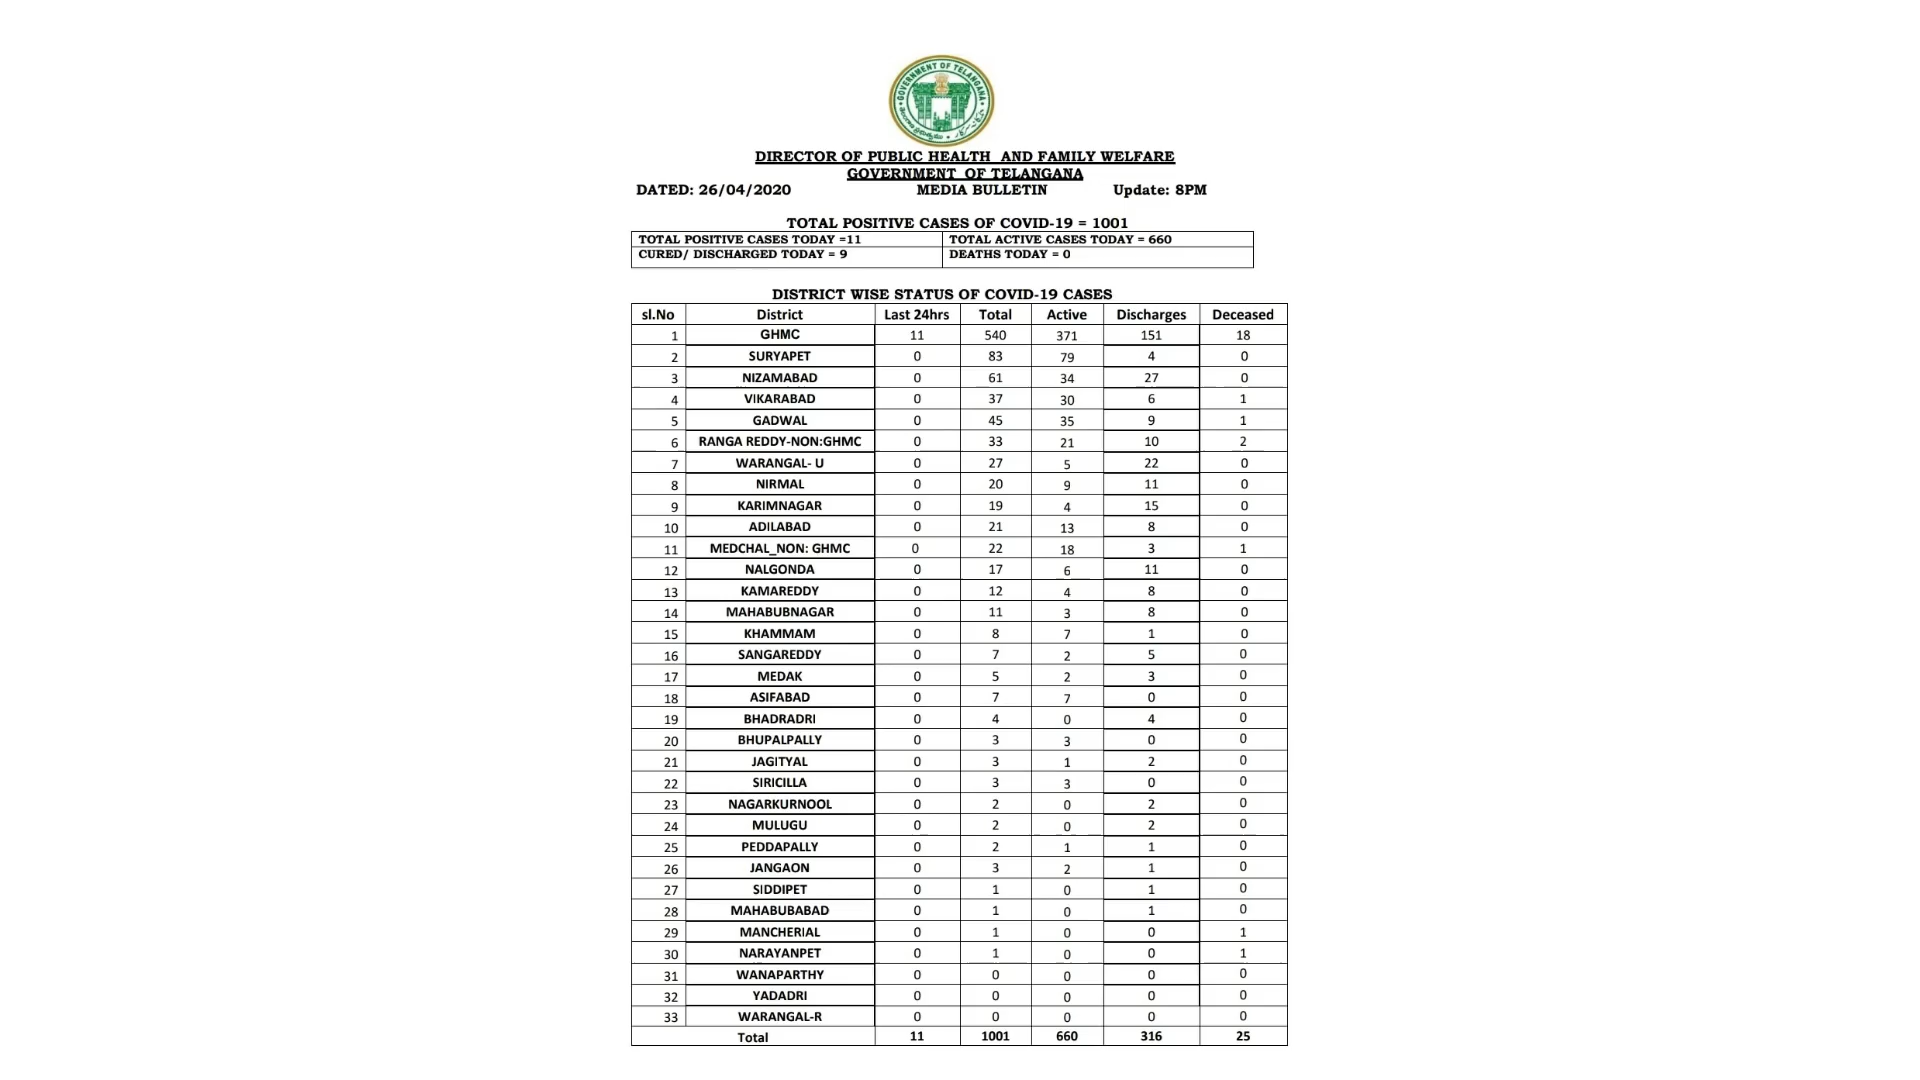 GOVERNMENT OF TELANGANA
DIRECTOR OF PUBLIC HEALTH AND FAMILY WELFARE
GOVERNMENT OF TELANGANA
DATED: 26/04/2020 MEDIA BULLETIN Update: 8PM
TOTAL POSITIVE CASES OF COVID-19 = 1001
TOTAL POSITIVE CASES TODAY =11 TOTAL ACTIVE CASES TODAY = 660
CURED/ DISCHARGED TODAY = 9 DEATHS TODAY = 0
DISTRICT WISE STATUS OF COVID-19 CASES
sl.No District Last 24hrs Total Active Discharges Deceased
1 GHMC 11 540 371 151 18
2 SURYAPET 0 83 79 4 0
3 NIZAMABAD 0 61 34 27 0
4 VIKARABAD 0 37 30 6 1
5 GADWAL 0 45 35 9 1
6 RANGA REDDY-NON:GHMC 0 33 21 10 2
7 WARANGAL- U 0 27 5 22 0
8 NIRMAL 0 20 9 11 0
9 KARIMNAGAR 0 19 4 15 0
10 ADILABAD 0 21 13 8 0
11 MEDCHAL_NON: GHMC 0 22 18 3 1
12 NALGONDA 0 17 6 11 0
13 KAMAREDDY 0 12 4 8 0
14 MAHABUBNAGAR 0 11 3 8 0
15 KHAMMAM 0 8 7 1 0
16 SANGAREDDY 0 7 2 5 0
17 MEDAK 0 5 2 3 0
18 ASIFABAD 0 7 7 0 0
19 BHADRADRI 0 4 0 4 0
20 BHUPALPALLY 0 3 3 0 0
21 JAGITYAL 0 3 1 2 0
22 SIRICILLA 0 3 3 0 0
23 NAGARKURNOOL 0 2 0 2 0
24 MULUGU 0 2 0 2 0
25 PEDDAPALLY 0 2 1 1 0
26 JANGAON 0 3 2 1 0
27 SIDDIPET 0 1 0 1 0
28 MAHABUBABAD 0 1 0 1 0
29 MANCHERIAL 0 1 0 0 1
30 NARAYANPET 0 1 0 0 1
31 WANAPARTHY 0 0 0 0 0
32 YADADRI 0 0 0 0 0
33 WARANGAL-R 0 0 0 0 0
Total 11 1001 660 316 25